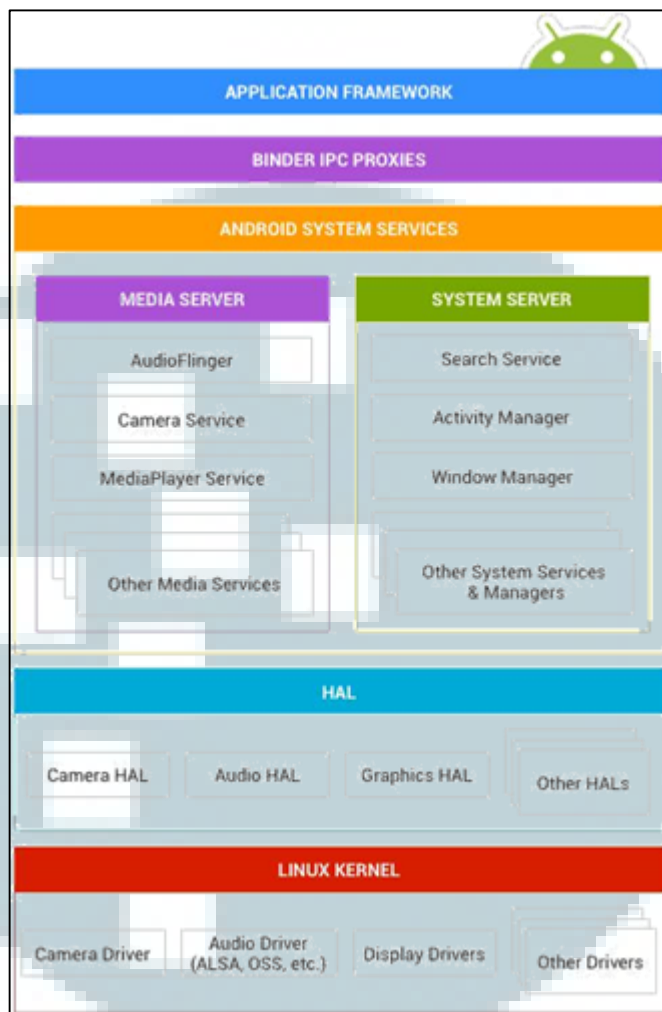 APPLICATION FRAMEWORK
BINDER IPC PROXIES
ANDROID SYSTEM SERVICES
MEDIA SERVER
AudioFlinger
Camera Service
MediaPlayer Service
Other Media Services
SYSTEM SERVER
Search Service
Activity Manager
Window Manager
Other System Services
& Managers
HAL
Camera HAL
Audio HAL
Graphics HAL
Other HALs
LINUX KERNEL
Camera Driver
Audio Driver
(ALSA, OSS, etc.)
Display Drivers
Other Drivers